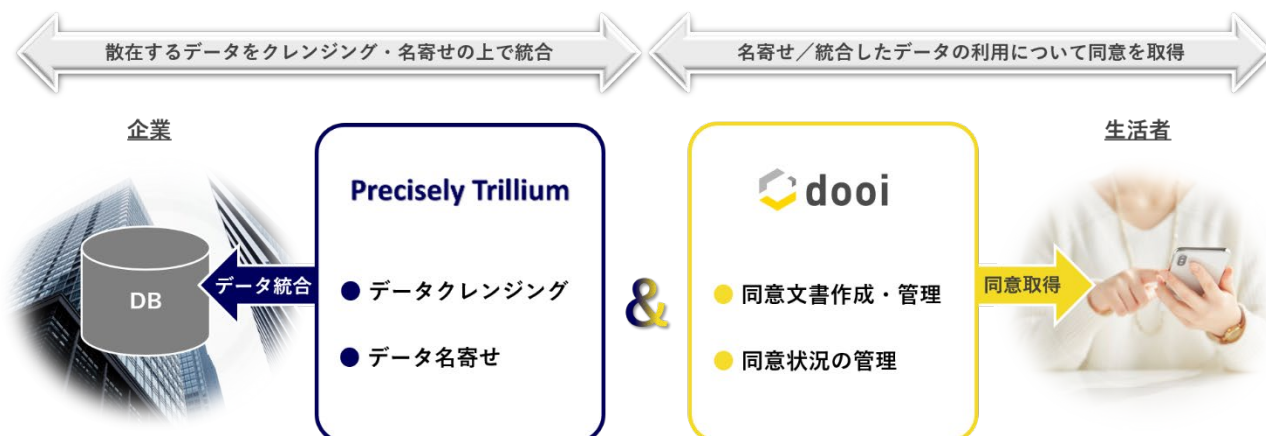 散在するデータをクレンジング・名寄せの上で統合
名寄せ／統合したデータの利用について同意を取得
企業
DB
データ統合
Precisely Trillium
● データクレンジング
● データ名寄せ
&
dooi
● 同意文書作成・管理
● 同意状況の管理
同意取得
生活者